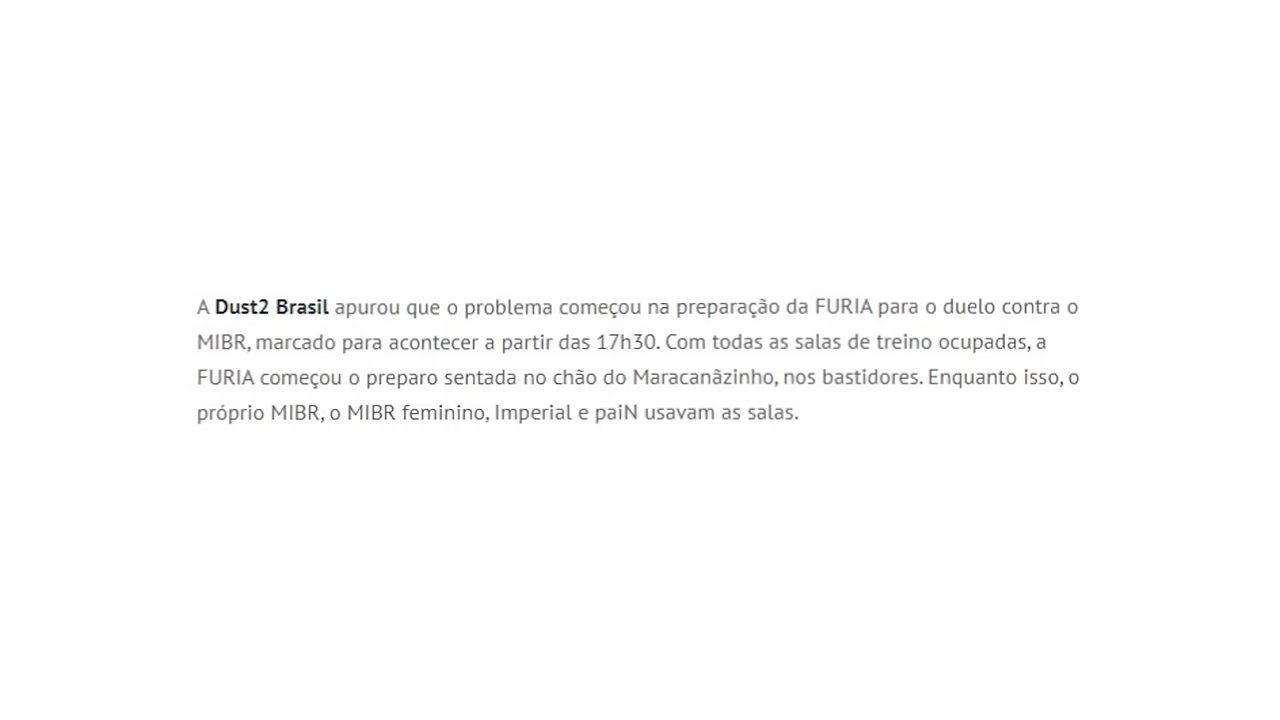 A Dust2 Brasil apurou que o problema começou na preparação da FURIA para o duelo contra o
MIBR, marcado para acontecer a partir das 17h30. Com todas as salas de treino ocupadas, a
FURIA começou o preparo sentada no chão do Maracanãzinho, nos bastidores. Enquanto isso, o
próprio MIBR, o MIBR feminino, Imperial e paiN usavam as salas.